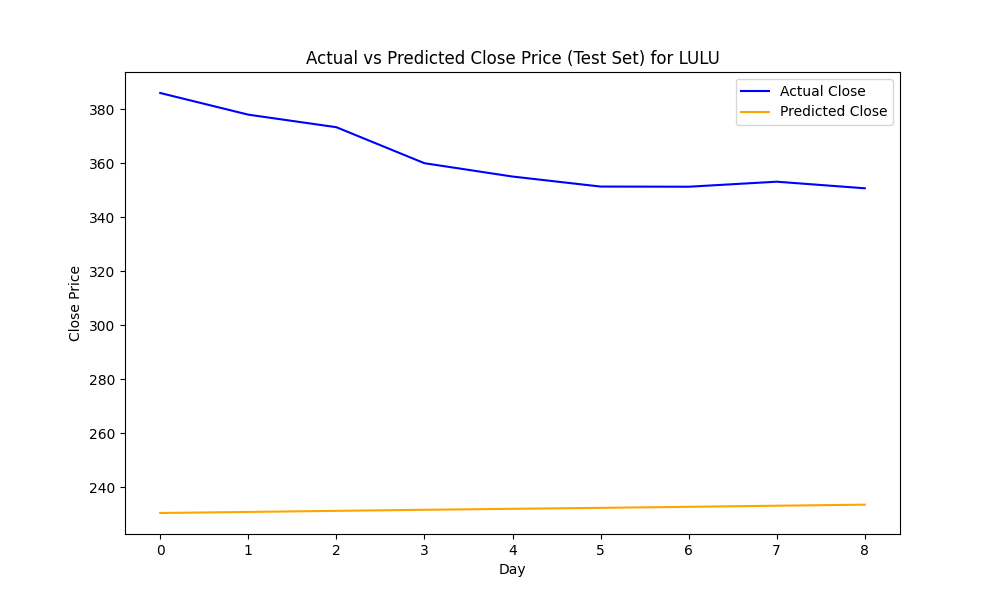 Actual vs Predicted Close Price (Test Set) for LULU
Actual Close
Predicted Close
Close Price
380
360
340
320
300
280
260
240
0 1 2 3 4 5 6 7 8
Day